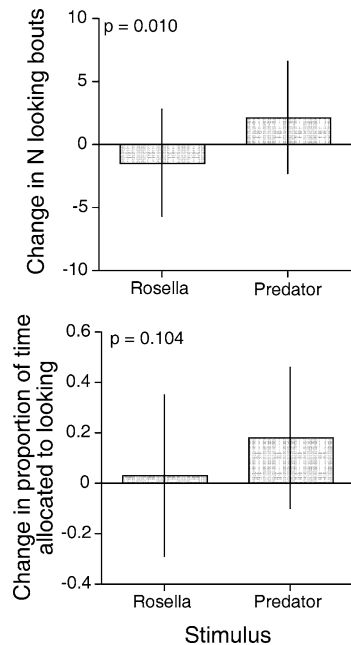 Change in N looking bouts
10
5
0
-5
-10
p = 0.010
Rosella
Predator
Change in proportion of time
allocated to looking
0.6
0.4
0.2
0
-0.2
-0.4
p = 0.104
Rosella
Predator
Stimulus